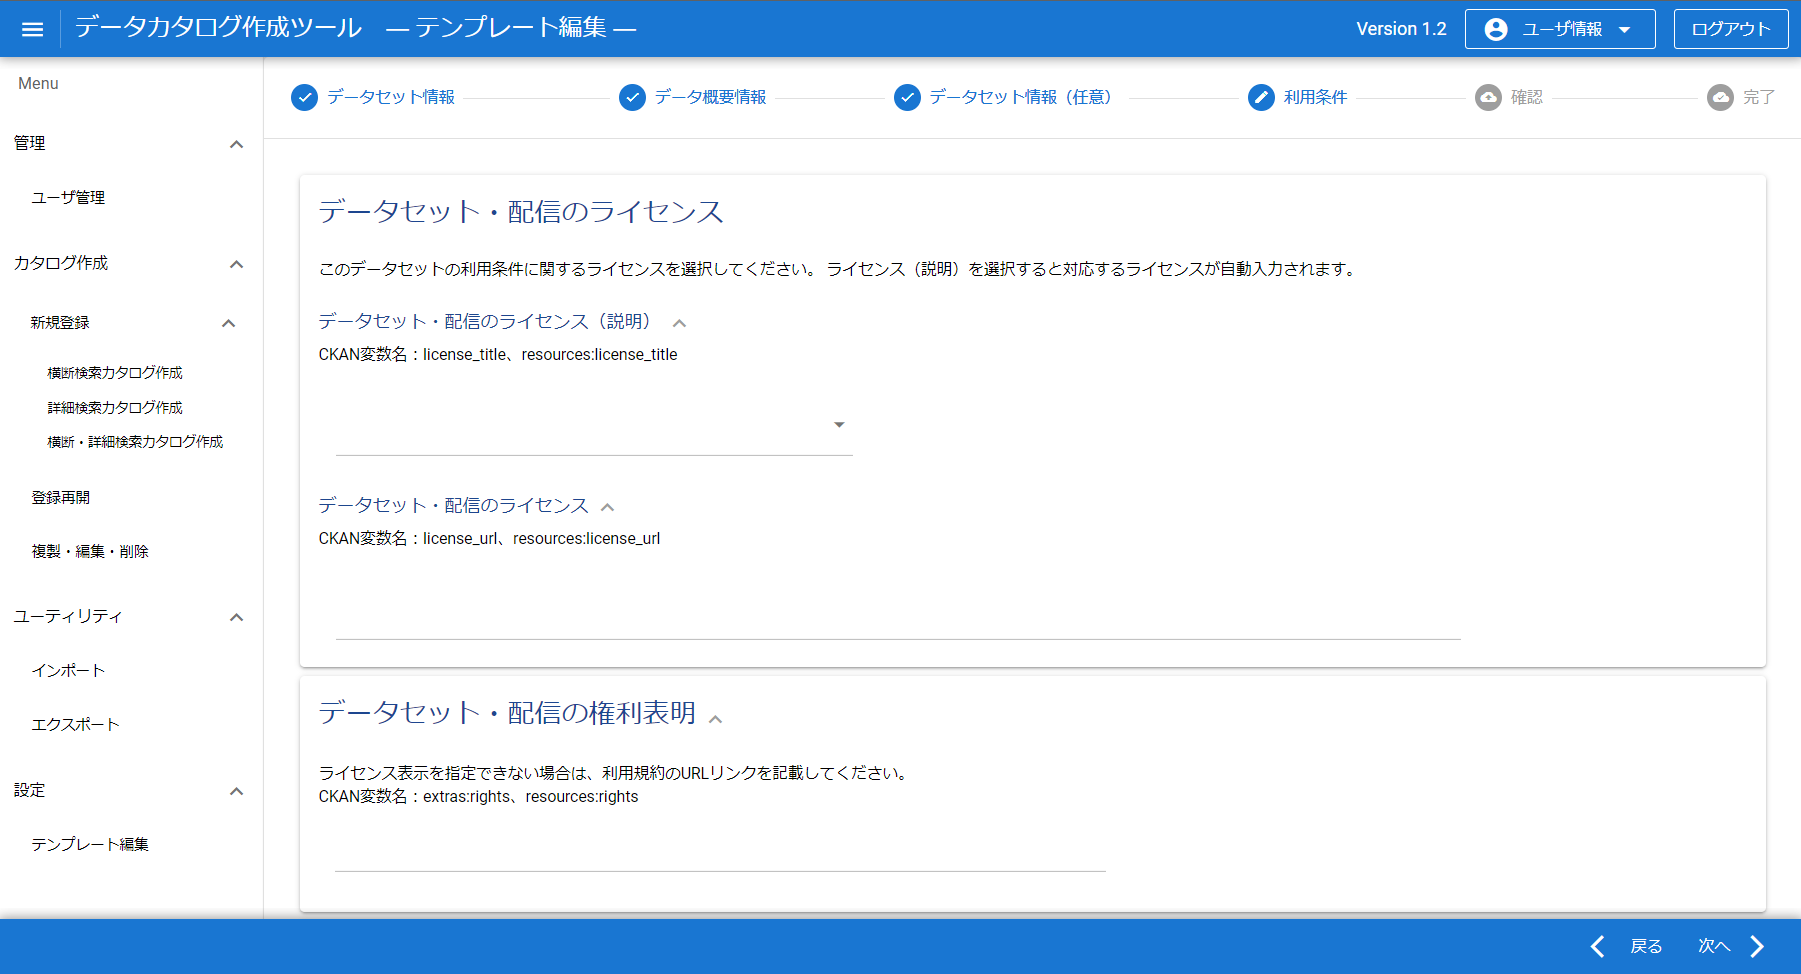 データカタログ作成ツール ― テンプレート編集 ―
Version 1.2
ユーザ情報
ログアウト
Menu
管理
ユーザ管理
カタログ作成
新規登録
横断検索カタログ作成
詳細検索カタログ作成
横断・詳細検索カタログ作成
登録再開
複製・編集・削除
ユーティリティ
インポート
エクスポート
設定
テンプレート編集
データセット情報
データ概要情報
データセット情報（任意）
利用条件
確認
完了
データセット・配信のライセンス
このデータセットの利用条件に関するライセンスを選択してください。 ライセンス（説明）を選択すると対応するライセンスが自動入力されます。
データセット・配信のライセンス（説明）
CKAN変数名：license_title、resources:license_title
データセット・配信のライセンス
CKAN変数名：license_url、resources:license_url
データセット・配信の権利表明
ライセンス表示を指定できない場合は、利用規約のURLリンクを記載してください。
CKAN変数名：extras:rights、resources:rights
戻る
次へ